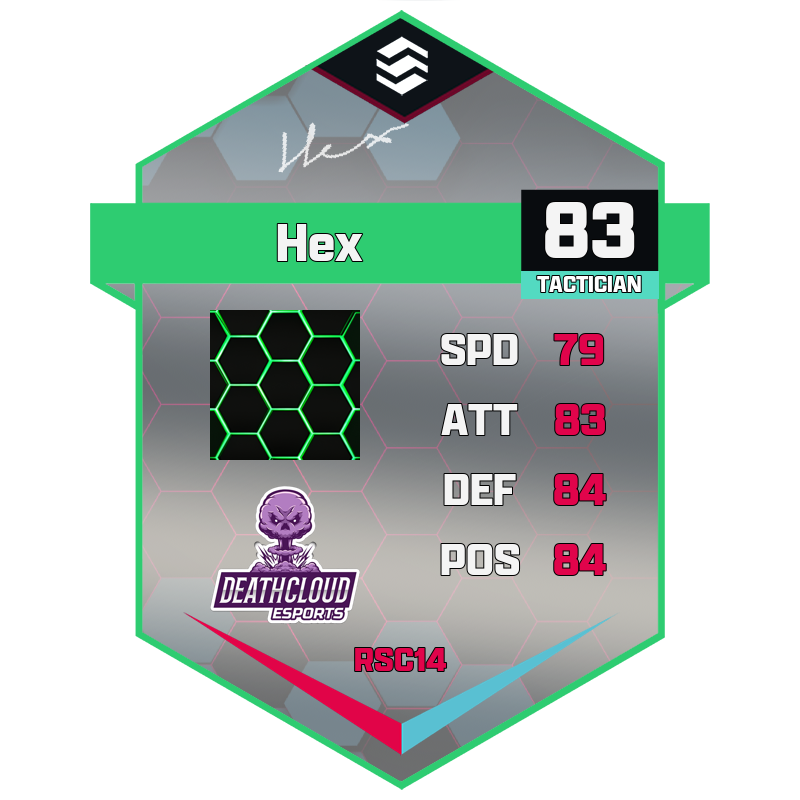 Hex
Hex
83
TACTICIAN
SPD 79
ATT 83
DEF 84
POS 84
DEATHCLOUD
ESPORTS
RSC14